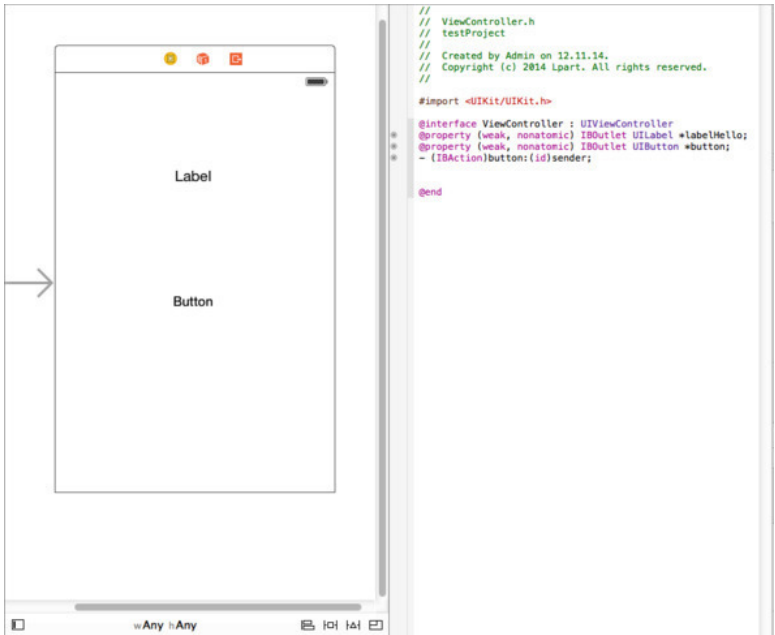 Label
Button
wAny hAny
//
//  ViewController.h
//  testProject
//
//  Created by Admin on 12.11.14.
//  Copyright (c) 2014 Lpart. All rights reserved.
//
#import <UIKit/UIKit.h>
@interface ViewController : UIViewController
@property (weak, nonatomic) IBOutlet UILabel *labelHello;
@property (weak, nonatomic) IBOutlet UIButton *button;
- (IBAction)button:(id)sender;
@end